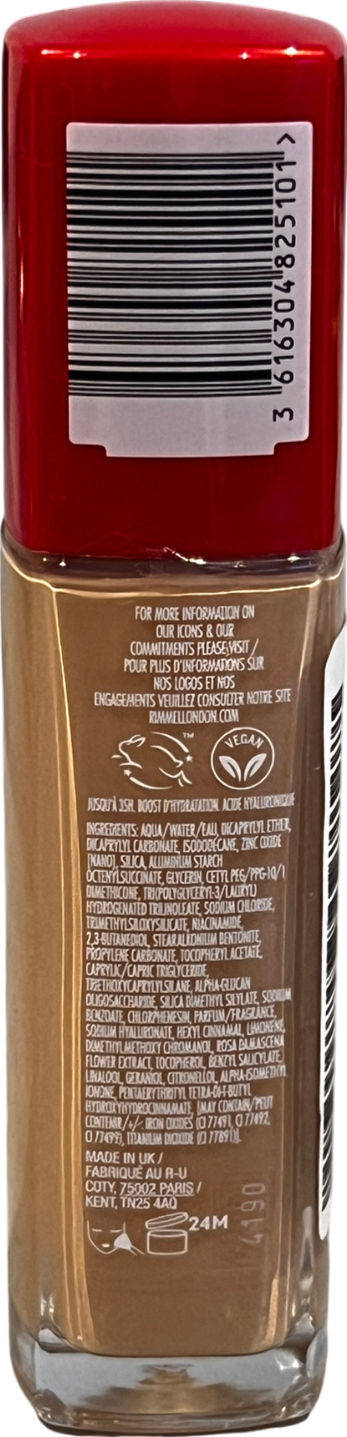 3 616304 825101 >
FOR MORE INFORMATION ON
OUR ICONS & OUR
COMMITMENTS PLEASE VISIT /
POUR PLUS D'INFORMATIONS SUR
NOS LOGOS ET NOS
ENGAGEMENTS VEUILLEZ CONSULTER NOTRE SITE
RIMMELLONDON.COM
TM
VEGAN
JUSQU'À 35H. BOOST D'HYDRATATION. ACIDE HYALURONIQUE
INGREDIENTS: AQUA/WATER/EAU, DICAPRYLYL ETHER,
DICAPRYLYL CARBONATE, ISODODECANE, ZINC OXIDE
[NANO], SILICA, ALUMINUM STARCH
OCTENYLSUCCINATE, GLYCERIN, CETYL PEG/PPG-10/1
DIMETHICONE, TRI(POLYGLYCERYL-3/LAURYL)
HYDROGENATED TRILINOLEATE, SODIUM CHLORIDE,
TRIMETHYLSILOXYSILICATE, NIACINAMIDE,
2,3-BUTANEDIOL, STEARALKONIUM BENTONITE,
PROPYLENE CARBONATE, TOCOPHERYL ACETATE,
CAPRYLIC/CAPRIC TRIGLYCERIDE,
TRIETHOXYCAPRYLYLSILANE, ALPHA-GLUCAN
OLIGOSACCHARIDE, SILICA DIMETHYL SILYLATE, SODIUM
BENZOATE, CHLORPHENESIN, PARFUM/FRAGRANCE,
SODIUM HYALURONATE, HEXYL CINNAMAL, LIMONENE,
DIMETHYLMETHOXY CHROMANOL, ROSA DAMASCENA
FLOWER EXTRACT, TOCOPHEROL, BENZYL SALICYLATE,
LINALOOL, GERANIOL, CITRONELLOL, ALPHA-ISOMETHYL
IONONE, PENTAERYTHRITYL TETRA-DI-T-BUTYL
HYDROXYHYDROCINNAMATE, [MAY CONTAIN/PEUT
CONTENIR/+/-: IRON OXIDES (CI 77491, CI 77492,
CI 77499), TITANIUM DIOXIDE (CI 77891)].
MADE IN UK /
FABRIQUÉ AU R-U
COTY, 75002 PARIS /
KENT, TN25 4AQ
24M
4190